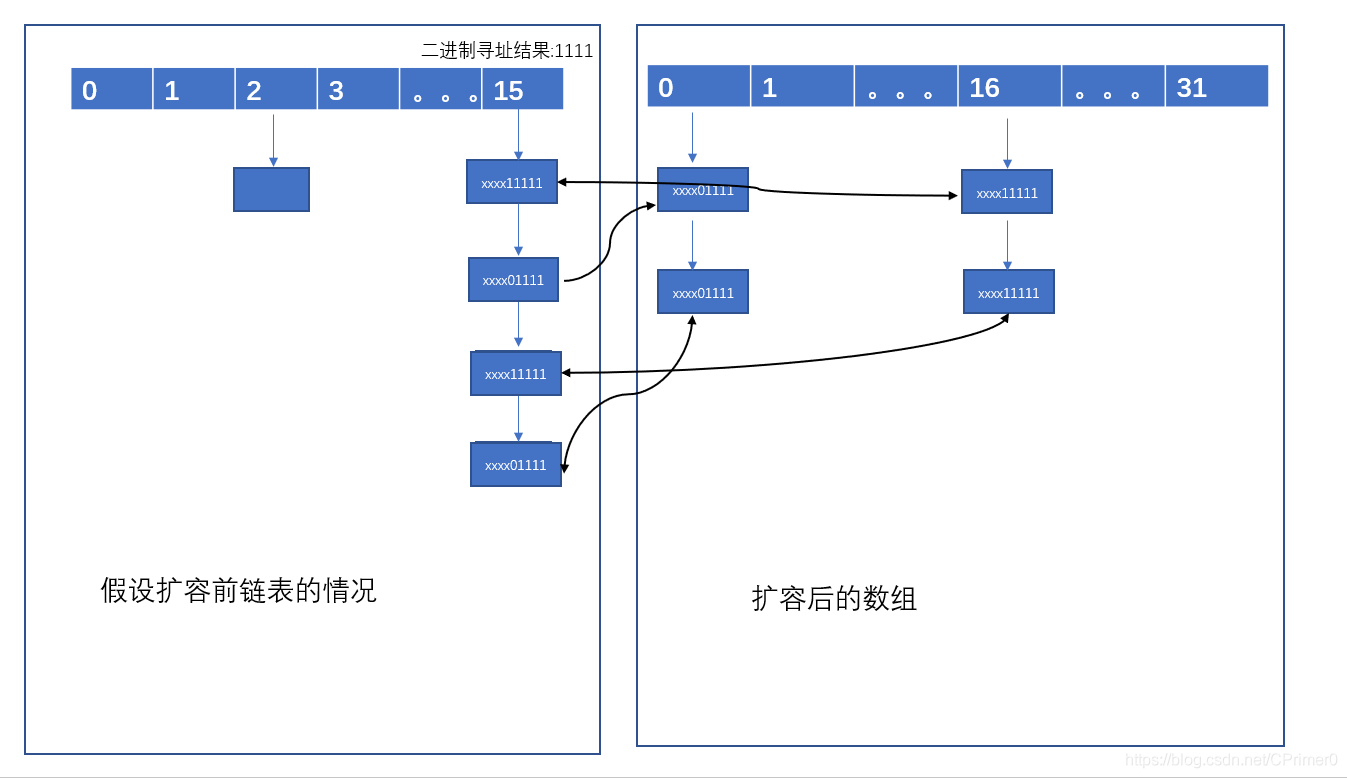 二进制寻址结果:1111
0 1 2 3 。。。 15
xxxx11111
xxxx01111
xxxx11111
xxxx01111
假设扩容前链表的情况
0 1 。。。 16 。。。 31
xxxx01111 xxxx11111
xxxx01111 xxxx11111
扩容后的数组
https://blog.csdn.net/CPrimer0